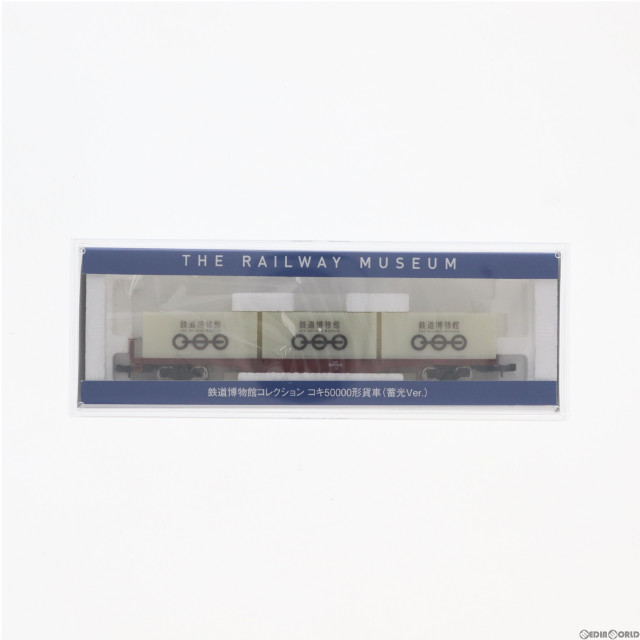 THE RAILWAY MUSEUM
鉄道博物館
鉄道博物館
鉄道博物館
鉄道博物館コレクション コキ50000形貨車(蓄光Ver.)
©EDIN WORLD